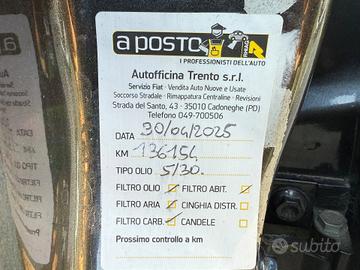 a posto
I PROFESSIONISTI DELL'AUTO
Autofficina Trento s.r.l.
Servizio Fiat - Vendita Auto Nuove e Usate
Soccorso Stradale - Rimappatura Centraline - Revisioni
Strada del Santo, 43 - 35010 Cadoneghe (PD)
Telefono 049-700506
DATA 30/04/2025
KM 136154
TIPO OLIO 5/30.
FILTRO OLIO FILTRO ABIT.
FILTRO ARIA CINGHIA DISTR.
FILTRO CARB. CANDELE
Prossimo controllo a km
subito